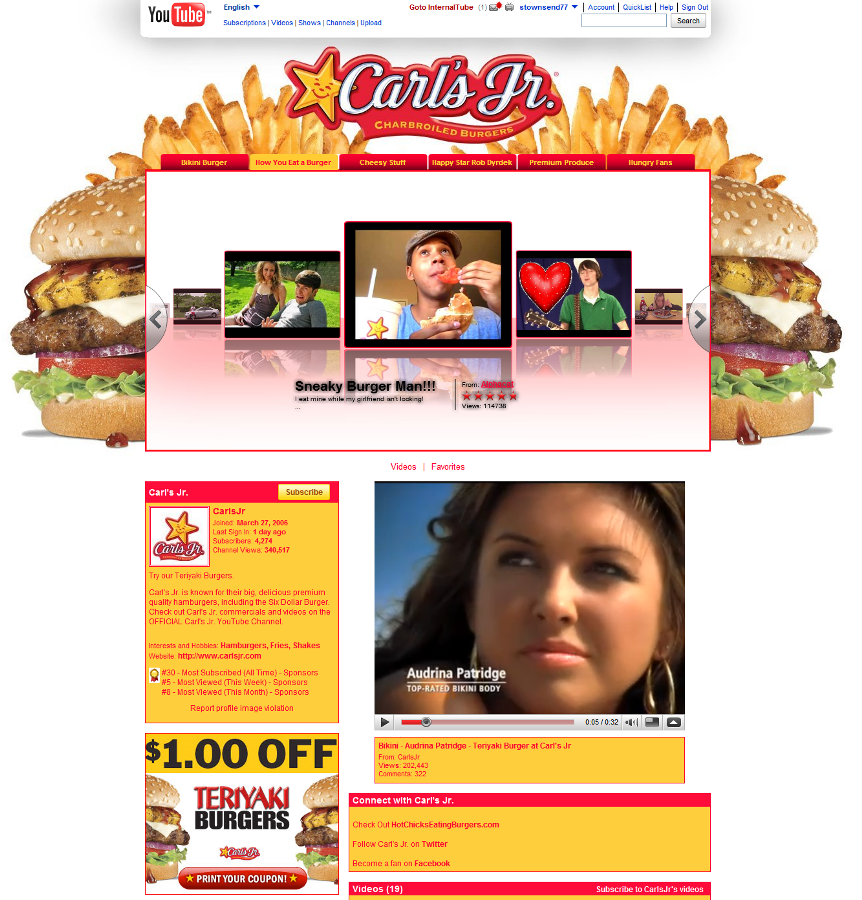 YouTube
English
Goto InternalTube (1) stownsend77 | Account | QuickList | Help | Sign Out
Subscriptions | Videos | Shows | Channels | Upload
Search
Carl's Jr.
CHARBROILED BURGERS
Bikini Burger
How You Eat a Burger
Cheesy Stuff
Happy Star Rob Dyrdek
Premium Produce
Hungry Fans
Sneaky Burger Man!!!
I eat mine while my girlfriend isn't looking!
...
From: Alphacat
Views: 114738
Videos | Favorites
Carl's Jr.
Subscribe
Carl's Jr.
CarlsJr
Joined: March 27, 2006
Last Sign In: 1 day ago
Subscribers: 4,274
Channel Views: 340,517
Try our Teriyaki Burgers.
Carl's Jr. is known for their big, delicious premium
quality hamburgers, including the Six Dollar Burger.
Check out Carl's Jr. commercials and videos on the
OFFICIAL Carl's Jr. YouTube Channel.
Interests and Hobbies: Hamburgers, Fries, Shakes
Website: http://www.carlsjr.com
#30 - Most Subscribed (All Time) - Sponsors
#5 - Most Viewed (This Week) - Sponsors
#8 - Most Viewed (This Month) - Sponsors
Report profile image violation
$1.00 OFF
TERIYAKI
BURGERS
Carl's Jr.
PRINT YOUR COUPON!
Audrina Patridge
TOP-RATED BIKINI BODY
0:05 / 0:32
Bikini - Audrina Patridge - Teriyaki Burger at Carl's Jr
From: CarlsJr
Views: 202,443
Comments: 322
Connect with Carl's Jr.
Check Out HotChicksEatingBurgers.com
Follow Carl's Jr. on Twitter
Become a fan on Facebook
Videos (19)
Subscribe to CarlsJr's videos